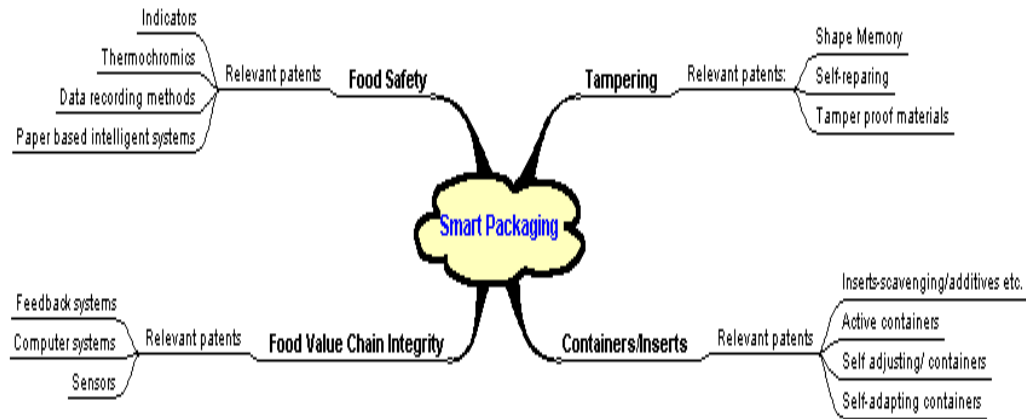 Indicators
Thermochromics
Data recording methods
Paper based intelligent systems
Relevant patents
Food Safety
Tampering
Relevant patents:
Shape Memory
Self-reparing
Tamper proof materials
Smart Packaging
Feedback systems
Computer systems
Sensors
Relevant patents
Food Value Chain Integrity
Containers/Inserts
Relevant patents
Inserts-scavenging/additives etc.
Active containers
Self adjusting/ containers
Self-adapting containers